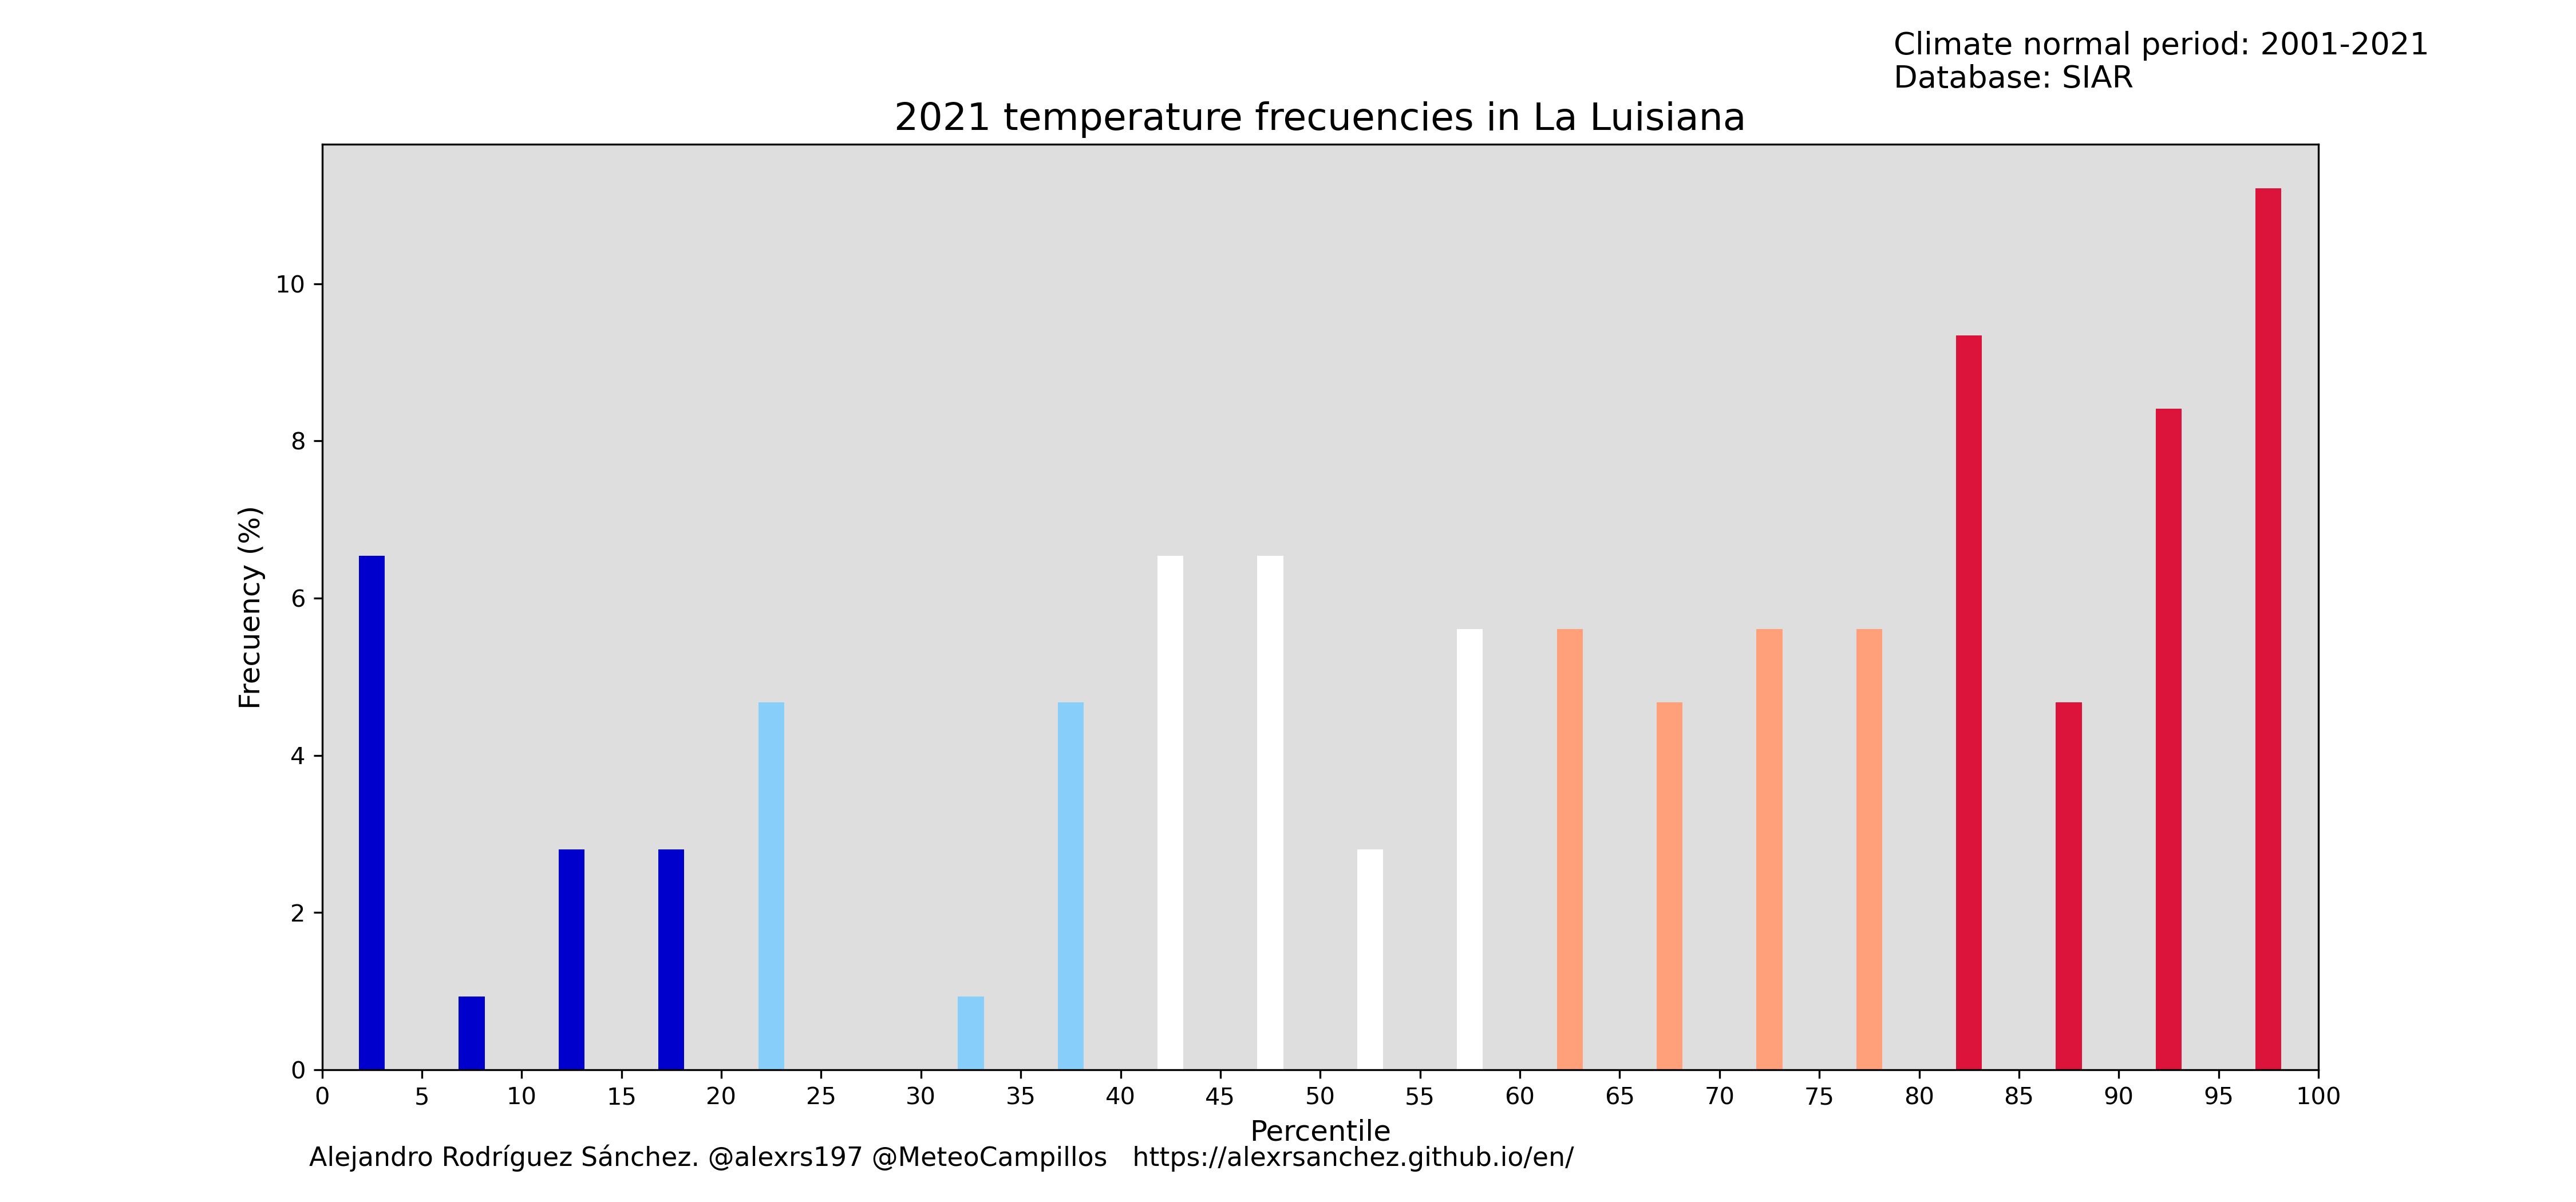 Climate normal period: 2001-2021
Database: SIAR
2021 temperature frecuencies in La Luisiana
Frecuency (%)
10
8
6
4
2
0
0 5 10 15 20 25 30 35 40 45 50 55 60 65 70 75 80 85 90 95 100
Percentile
Alejandro Rodríguez Sánchez. @alexrs197 @MeteoCampillos https://alexrsanchez.github.io/en/